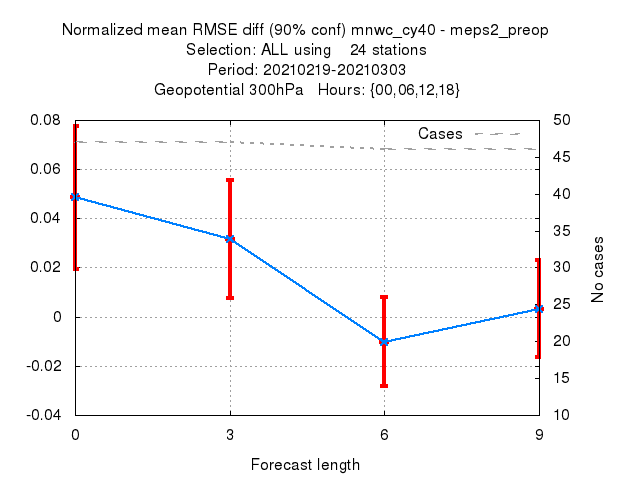 Normalized mean RMSE diff (90% conf) mnwc_cy40 - meps2_preop
Selection: ALL using 24 stations
Period: 20210219-20210303
Geopotential 300hPa Hours: {00,06,12,18}
Cases
0.08
0.06
0.04
0.02
0
-0.02
-0.04
50
45
40
35
30
25
20
15
10
No cases
0
3
6
9
Forecast length